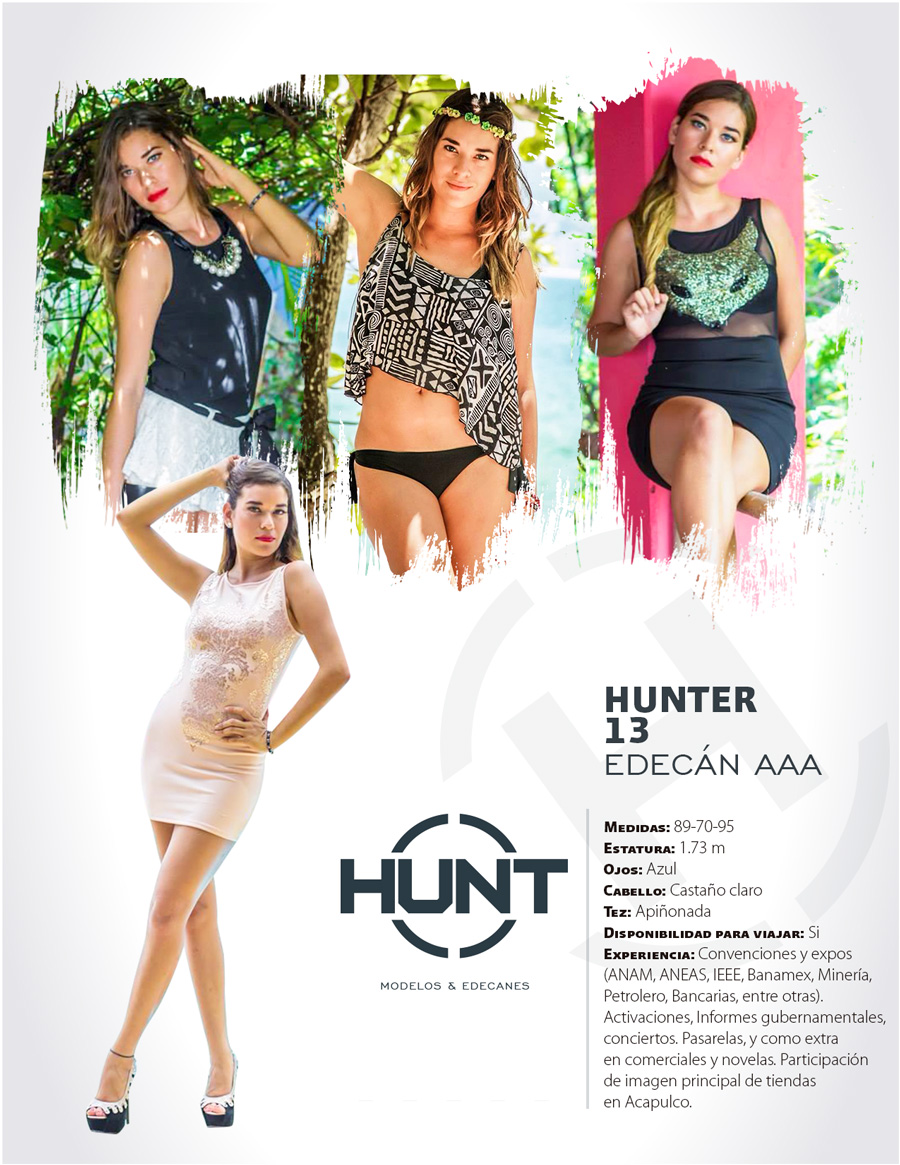 HUNTER
13
EDECÁN AAA
HUNT
MODELOS & EDECANES
Medidas: 89-70-95
Estatura: 1.73 m
Ojos: Azul
Cabello: Castaño claro
Tez: Apiñonada
Disponibilidad para viajar: Si
Experiencia: Convenciones y expos
(ANAM, ANEAS, IEEE, Banamex, Minería,
Petrolero, Bancarias, entre otras).
Activaciones, Informes gubernamentales,
conciertos. Pasarelas, y como extra
en comerciales y novelas. Participación
de imagen principal de tiendas
en Acapulco.